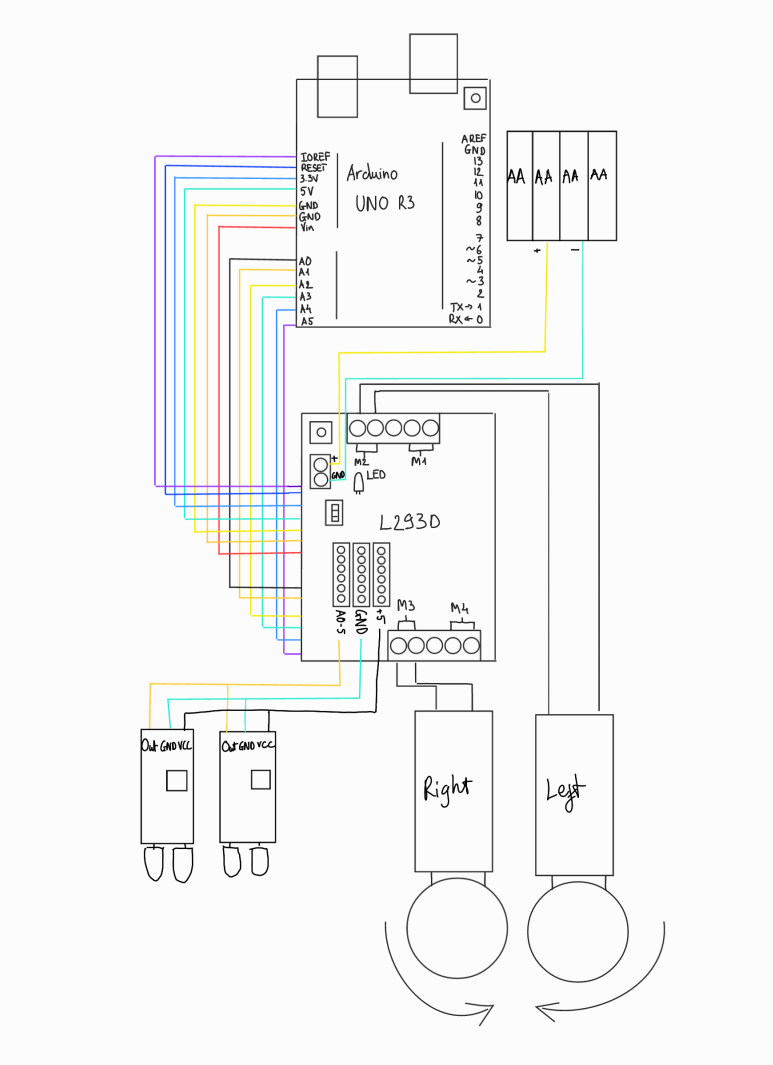 IOREF
RESET
3.3V
5V
GND
GND
Vin
A0
A1
A2
A3
A4
A5
Arduino
UNO R3
AREF
GND
13
12
11
10
9
8
7
~6
~5
4
~3
2
TX→ 1
RX← 0
AA AA AA AA
+ −
+
GND
M2 M1
LED
L293D
A0-5 GND +5
M3 M4
Out GND VCC
Out GND VCC
Right
Left